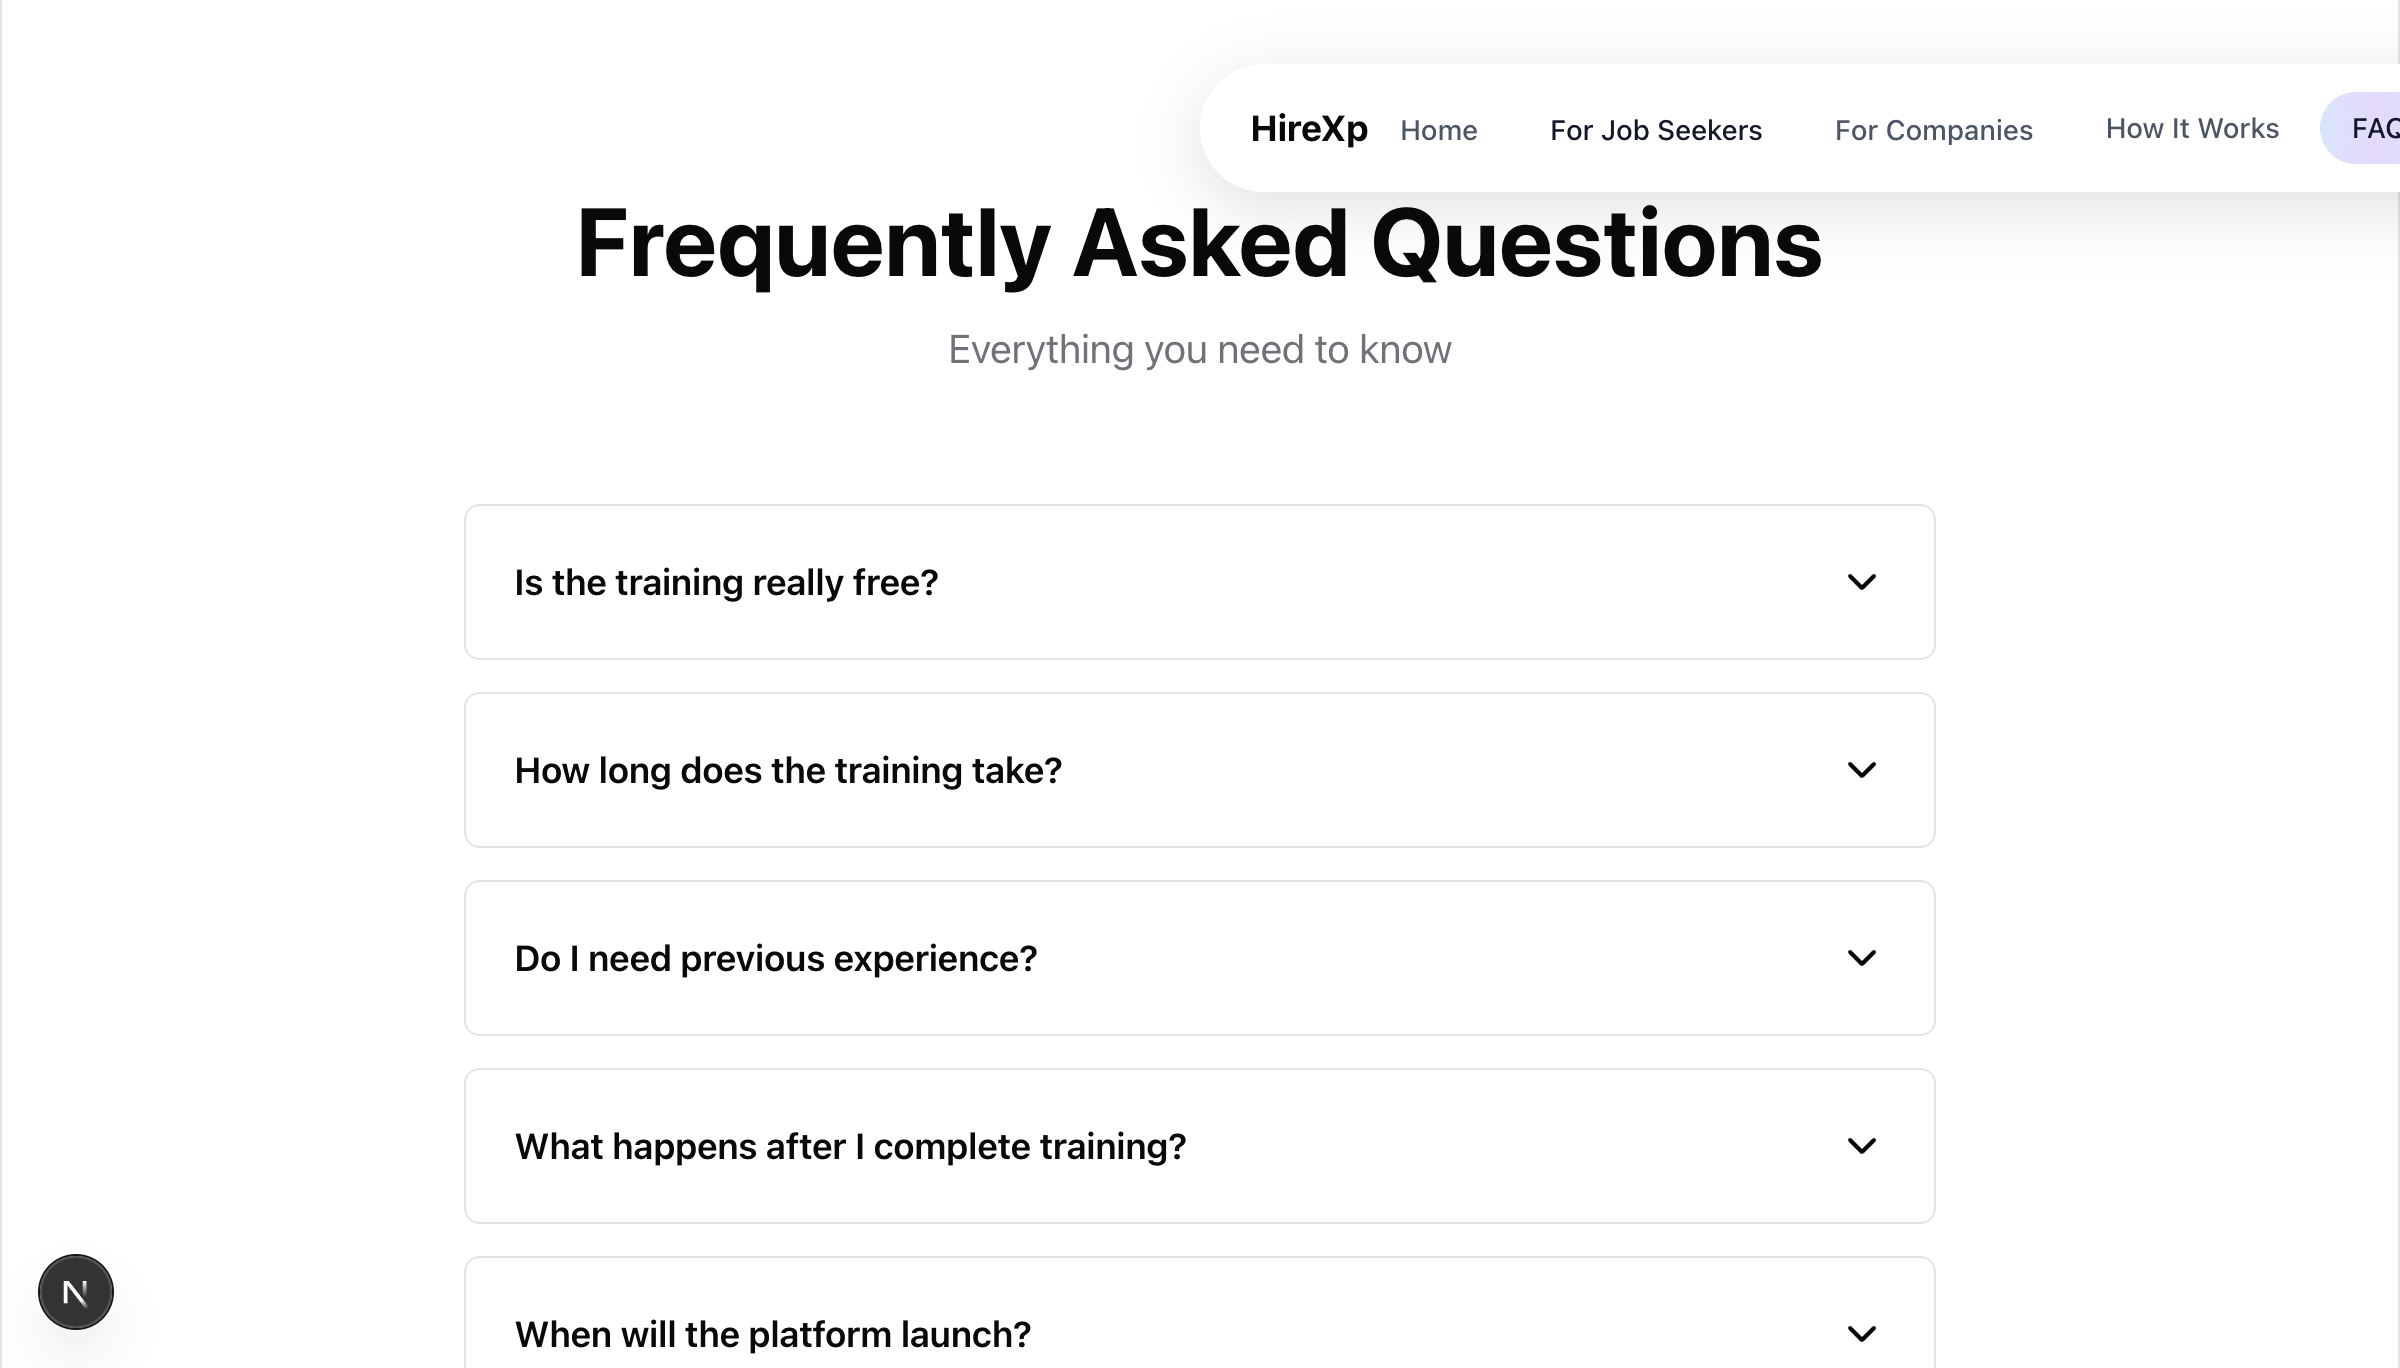 HireXp Home For Job Seekers For Companies How It Works FAQ
Frequently Asked Questions
Everything you need to know
Is the training really free?
How long does the training take?
Do I need previous experience?
What happens after I complete training?
When will the platform launch?
N